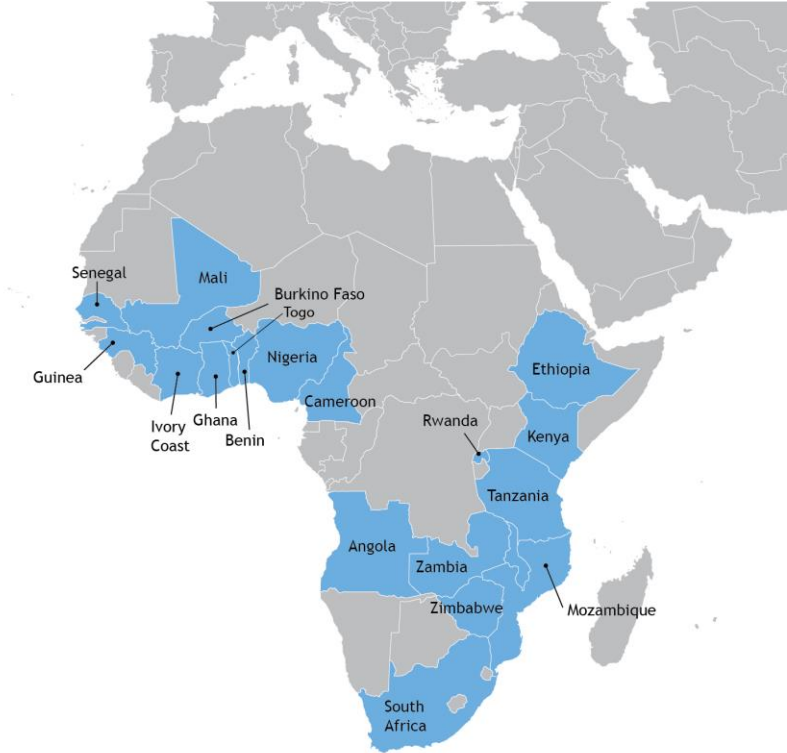 Senegal
Mali
Burkino Faso
Togo
Nigeria
Guinea
Ivory
Coast
Ghana
Benin
Cameroon
Ethiopia
Rwanda
Kenya
Tanzania
Angola
Zambia
Zimbabwe
Mozambique
South
Africa